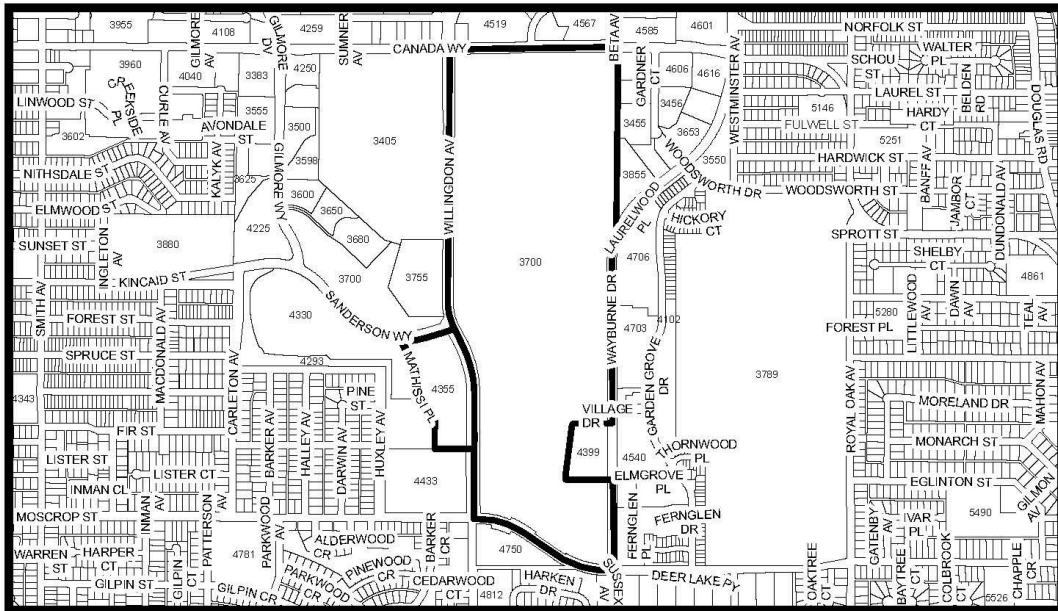 3955
GILMORE AV
4108
GILMORE DV
4259
SUMNER AV
4519
4567
BETA AV
4585
4601
NORFOLK ST
CANADA WY
3960
4040
3383
4250
GARDNER CT
4606
4616
WESTMINSTER AV
SCHOU ST
WALTER PL
LINWOOD ST
CURLE AV
3555
LAUREL ST
BELDEN RD
DOUGLAS RD
3456
5146
HARDY CT
3602
AVONDALE ST
3500
3405
3455
3653
FULWELL ST
5251
NITHSDALE ST
KALYK AV
3625
GILMORE WY
3598
WILLINGDON AV
3855
3550
HARDWICK ST
BANFF AV
ELMWOOD ST
3600
3650
WOODSWORTH DR
WOODSWORTH ST
JAMBOR CT
DUNDONALD AV
SUNSET ST
INGLETON AV
3880
4225
3680
LAURELWOOD PL
HICKORY CT
SPROTT ST
SHELBY CT
4706
KINCAID ST
3700
3755
3700
4861
SMITH AV
FOREST ST
MACDONALD AV
4330
SANDERSON WY
WAYBURNE DR
4703
4102
5280
LITTLEWOOD AV
DAWN AV
TEAL AV
FOREST PL
SPRUCE ST
CARLETON AV
4293
MATHISSI PL
GARDEN GROVE DR
3789
4343
PINE ST
4355
ROYAL OAK AV
MORELAND DR
MAHON AV
FIR ST
BARKER AV
HALLEY AV
DARWIN AV
HUXLEY AV
VILLAGE DR
THORNWOOD PL
MONARCH ST
LISTER ST
LISTER CT
4399
4540
GILMON AV
INMAN CL
4433
ELMGROVE PL
EGLINTON ST
MOSCROP ST
INMAN AV
PATTERSON AV
PARKWOOD AV
BARKER CR
FERNGLEN PL
FERNGLEN DR
GATENBY AV
VAR PL
5490
WARREN ST
HARPER CT
4781
ALDERWOOD CR
4750
GILPIN ST
GILPIN CT
GILPIN CR
PARKWOOD CR
PINEWOOD CR
CEDARWOOD CT
4812
HARKEN DR
SUSSEX AV
DEER LAKE PY
OAKTREE CT
BAYTREE CT
COLBROOK CT
5526
CHAPPLE CR